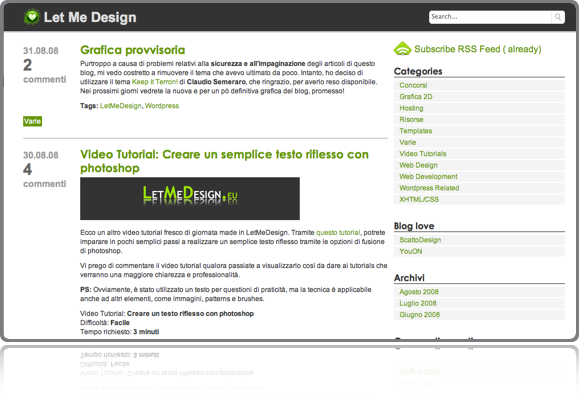 Let Me Design
Search...
31.08.08
2
commenti
Varie
Grafica provvisoria
Purtroppo a causa di problemi relativi alla sicurezza e all'impaginazione degli articoli di questo
blog, mi vedo costretto a rimuovere il tema che avevo ultimato da poco. Intanto, ho deciso di
utilizzare il tema Keep It Terron! di Claudio Semeraro, che ringrazio, per averlo reso disponibile.
Nei prossimi giorni vedrete la nuova e per un pò definitiva grafica del blog, promesso!
Tags: LetMeDesign, Wordpress
30.08.08
4
commenti
Video Tutorial: Creare un semplice testo riflesso con
photoshop
LETMEDESIGN.EU
Ecco un altro video tutorial fresco di giornata made in LetMeDesign. Tramite questo tutorial, potrete
imparare in pochi semplici passi a realizzare un semplice testo riflesso tramite le opzioni di fusione
di photoshop.
Vi prego di commentare il video tutorial qualora passiate a visualizzarlo così da dare ai tutorials che
verranno una maggiore chiarezza e professionalità.
PS: Ovviamente, è stato utilizzato un testo per questioni di praticità, ma la tecnica è applicabile
anche ad altri elementi, come immagini, patterns e brushes.
Video Tutorial: Creare un testo riflesso con photoshop
Difficoltà: Facile
Tempo richiesto: 3 minuti
Subscribe RSS Feed ( already)
Categories
Concorsi
Grafica 2D
Hosting
Risorse
Templates
Varie
Video Tutorials
Web Design
Web Development
Wordpress Related
XHTML/CSS
Blog love
ScattoDesign
YouON
Archivi
Agosto 2008
Luglio 2008
Giugno 2008